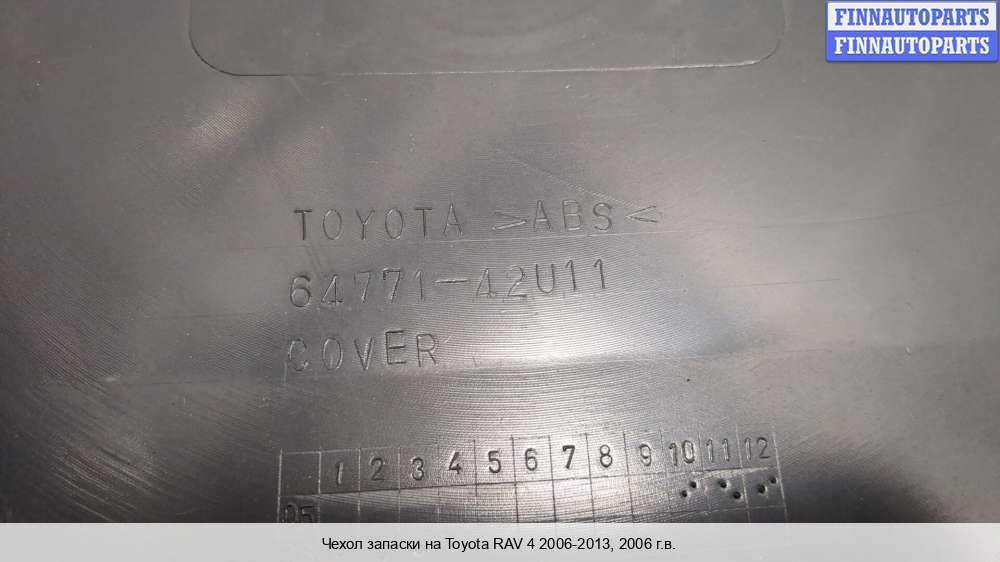 FINNAUTOPARTS
FINNAUTOPARTS
TOYOTA >ABS<
64771-42U11
COVER
1 2 3 4 5 6 7 8 9 10 11 12
05
Чехол запаски на Toyota RAV 4 2006-2013, 2006 г.в.